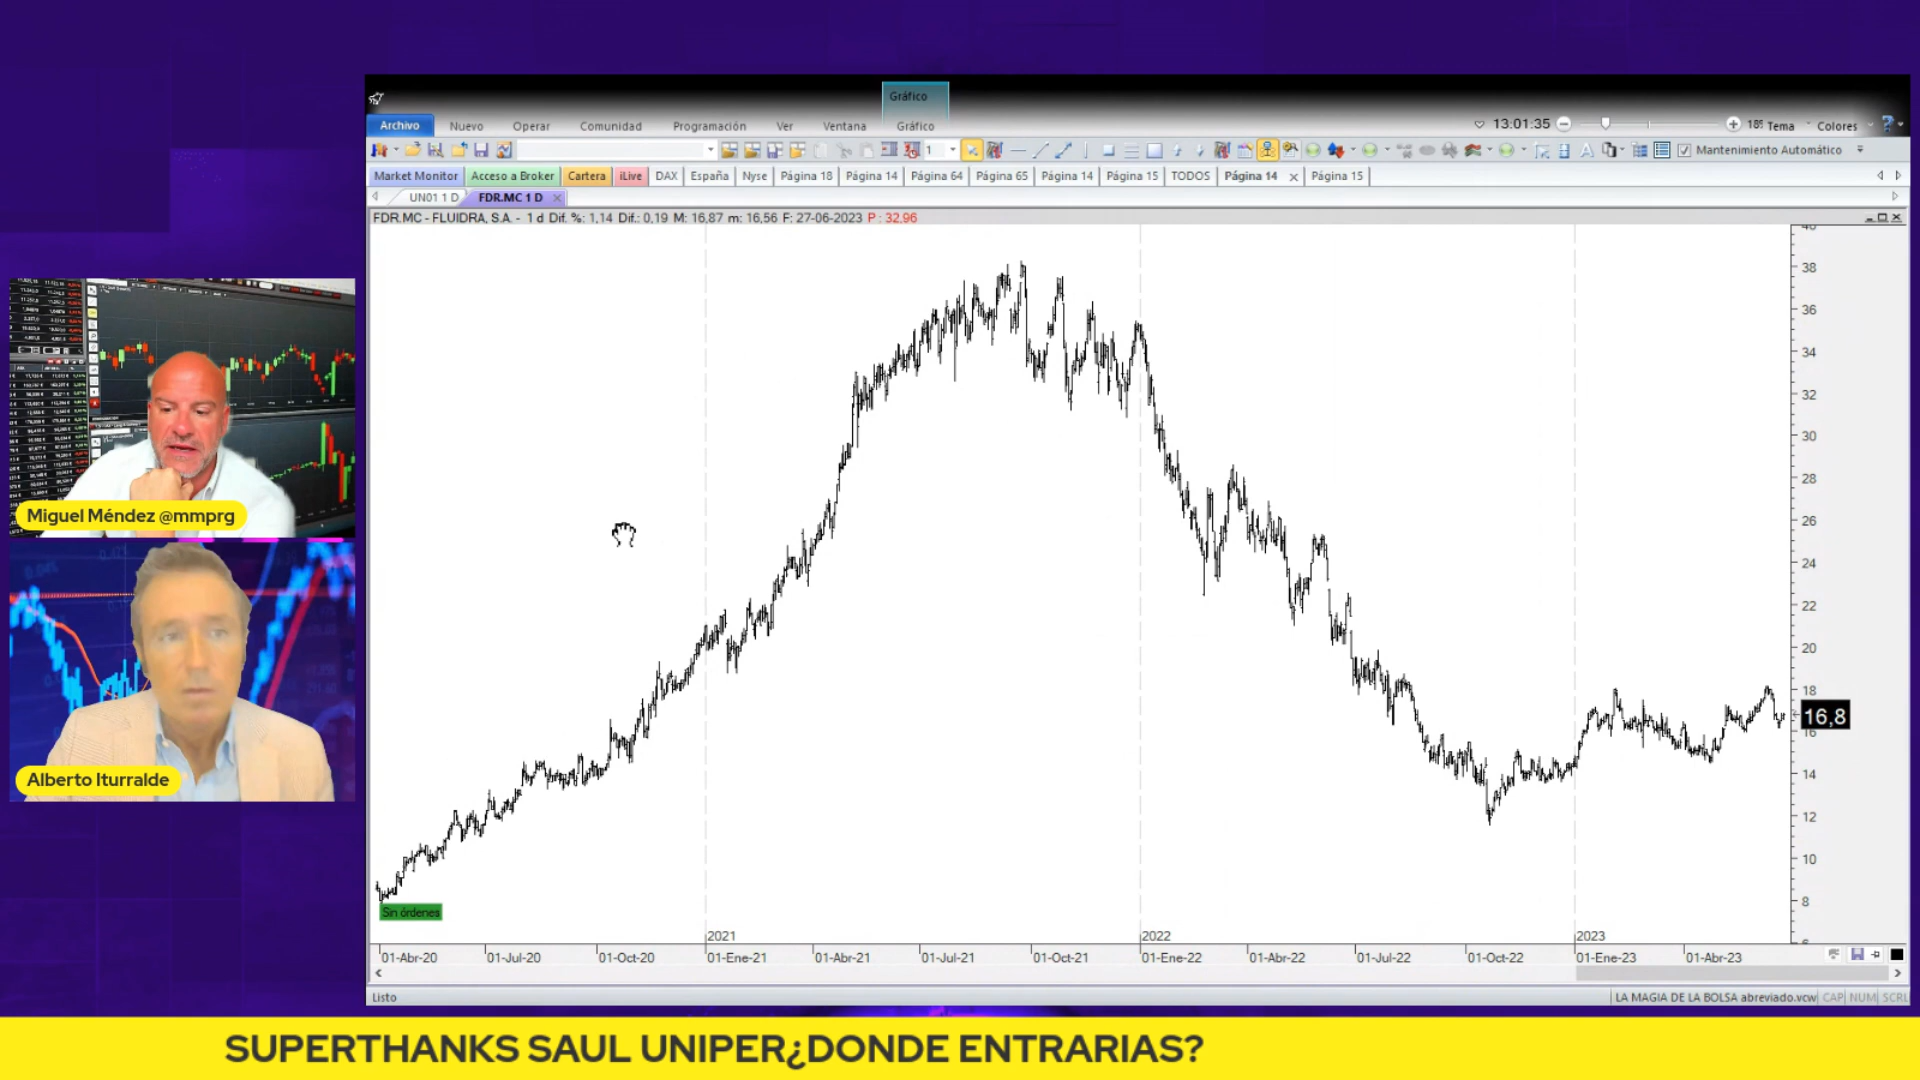 Gráfico
Archivo Nuevo Operar Comunidad Programación Ver Ventana Gráfico
13:01:35
Tema Colores
1 Mantenimiento Automático
Market Monitor Acceso a Broker Cartera iLive DAX España Nyse Página 18 Página 14 Página 64 Página 65 Página 14 Página 15 TODOS Página 14 Página 15
UN01 1 D FDR.MC 1 D
FDR.MC - FLUIDRA, S.A. - 1 d Dif. %: 1,14 Dif.: 0,19 M: 16,87 m: 16,56 F: 27-06-2023 P : 32,96
40
38
36
34
32
30
28
26
24
22
20
18
16,8
16
14
12
10
8
6
Sin órdenes
2021 2022 2023
01-Abr-20 01-Jul-20 01-Oct-20 01-Ene-21 01-Abr-21 01-Jul-21 01-Oct-21 01-Ene-22 01-Abr-22 01-Jul-22 01-Oct-22 01-Ene-23 01-Abr-23
Listo
LA MAGIA DE LA BOLSA abreviado.vcw CAP NUM SCRL
Miguel Méndez @mmprg
Alberto Iturralde
SUPERTHANKS SAUL UNIPER¿DONDE ENTRARIAS?